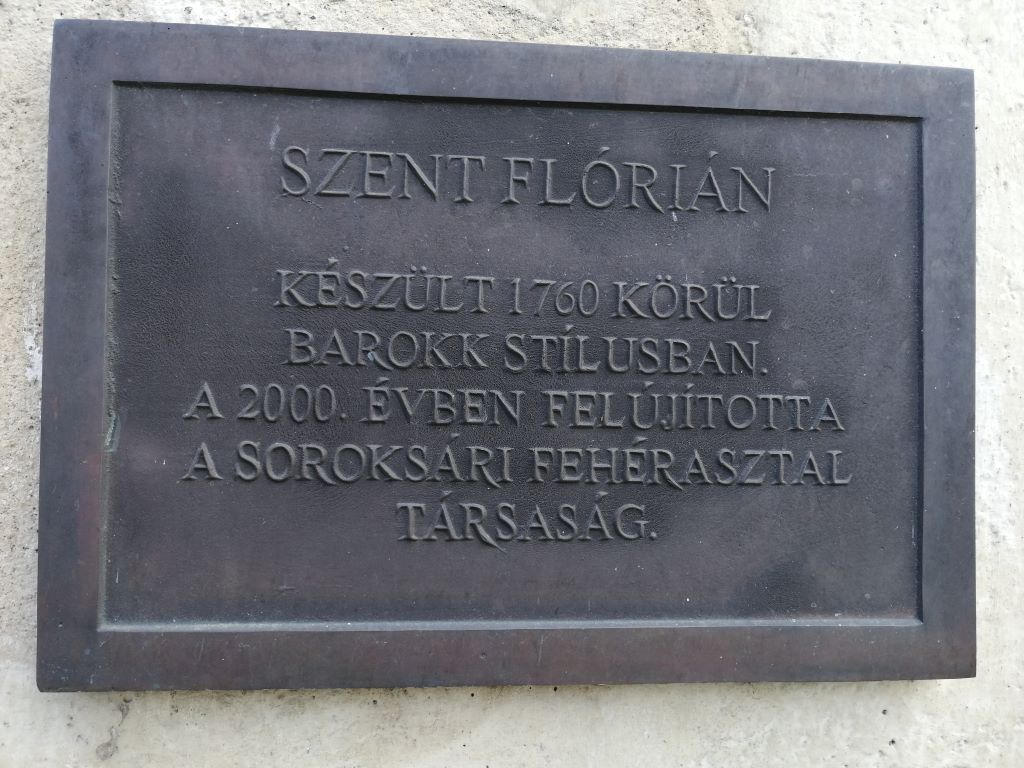 SZENT FLÓRIÁN
KÉSZÜLT 1760 KÖRÜL
BAROKK STÍLUSBAN.
A 2000. ÉVBEN FELÚJÍTOTTA
A SOROKSÁRI FEHÉRASZTAL
TÁRSASÁG.